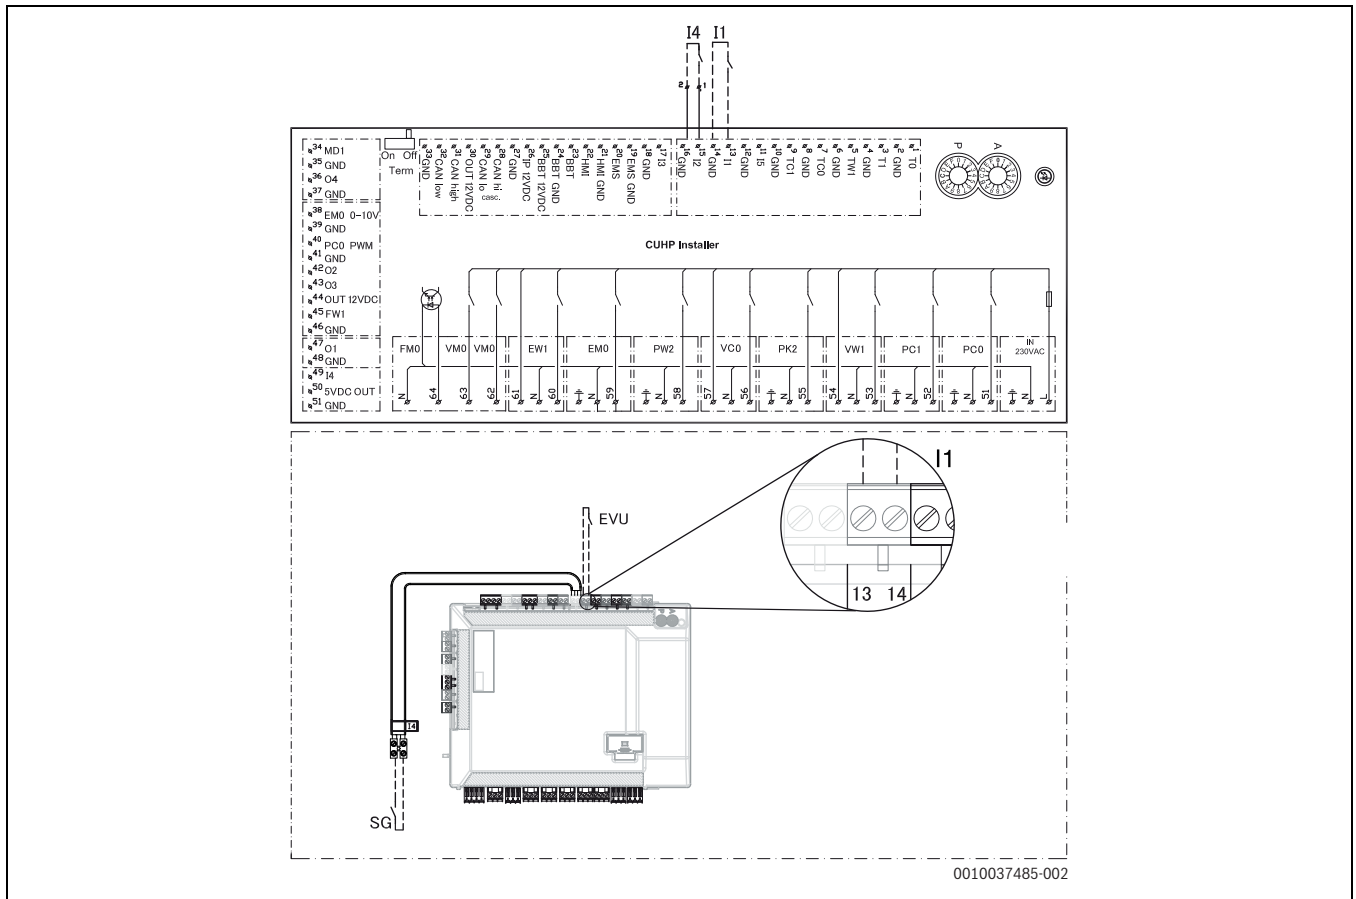 I4 I1
2 1
34 MD1
35 GND
36 O4
37 GND
38 EM0 0-10V
39 GND
40 PC0 PWM
41 GND
42 O2
43 O3
44 OUT 12VDC
45 FW1
46 GND
47 O1
48 GND
49 I4
50 5VDC OUT
51 GND
On Off
Term
33 GND
32 CAN low
31 CAN high
30 OUT 12VDC
29 CAN lo
28 CAN hi
casc.
27 GND
26 IP 12VDC
25 BBT 12VDC
24 BBT GND
23 BBT
22 HMI
21 HMI GND
20 EMS
19 EMS GND
18 GND
17 I3
16 GND
15 I2
14 GND
13 I1
12 GND
11 I5
10 GND
9 TC1
8 GND
7 TC0
6 GND
5 TW1
4 GND
3 T1
2 GND
1 T0
P A
CUHP Installer
FM0 VM0 VM0 EW1 EM0 PW2 VC0 PK2 VW1 PC1 PC0 IN
230VAC
N 64 63 62 61 N 60 N 59 N 58 57 N 56 N 55 54 N 53 N 52 N 51 N L
I1
13 14
EVU
A
P
I4
SG
0010037485-002